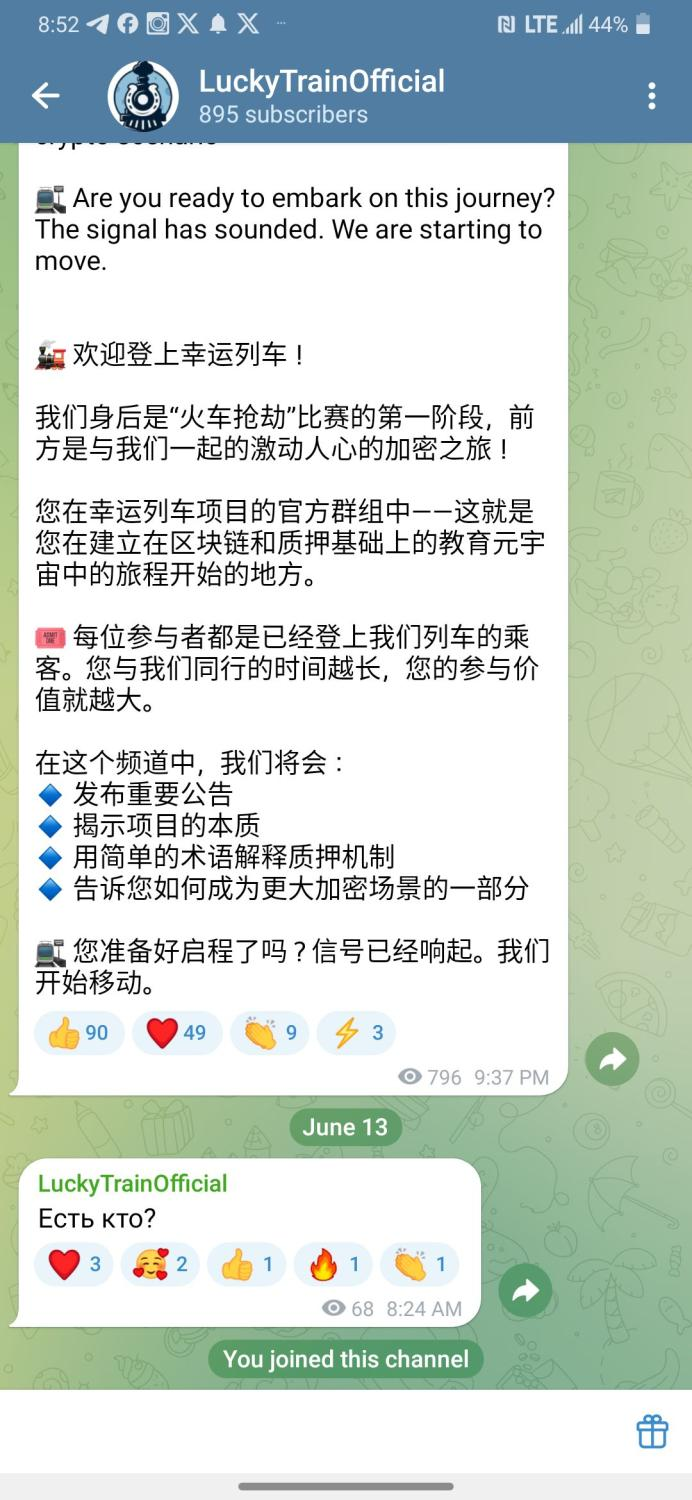 8:52
LTE 44%
LuckyTrainOfficial
895 subscribers
crypto scenario
Are you ready to embark on this journey?
The signal has sounded. We are starting to
move.
欢迎登上幸运列车！
我们身后是“火车抢劫”比赛的第一阶段，前
方是与我们一起的激动人心的加密之旅！
您在幸运列车项目的官方群组中——这就是
您在建立在区块链和质押基础上的教育元宇
宙中的旅程开始的地方。
每位参与者都是已经登上我们列车的乘
客。您与我们同行的时间越长，您的参与价
值就越大。
在这个频道中，我们将会：
发布重要公告
揭示项目的本质
用简单的术语解释质押机制
告诉您如何成为更大加密场景的一部分
您准备好启程了吗？信号已经响起。我们
开始移动。
90 49 9 3
796 9:37 PM
June 13
LuckyTrainOfficial
Есть кто?
3 2 1 1 1
68 8:24 AM
You joined this channel